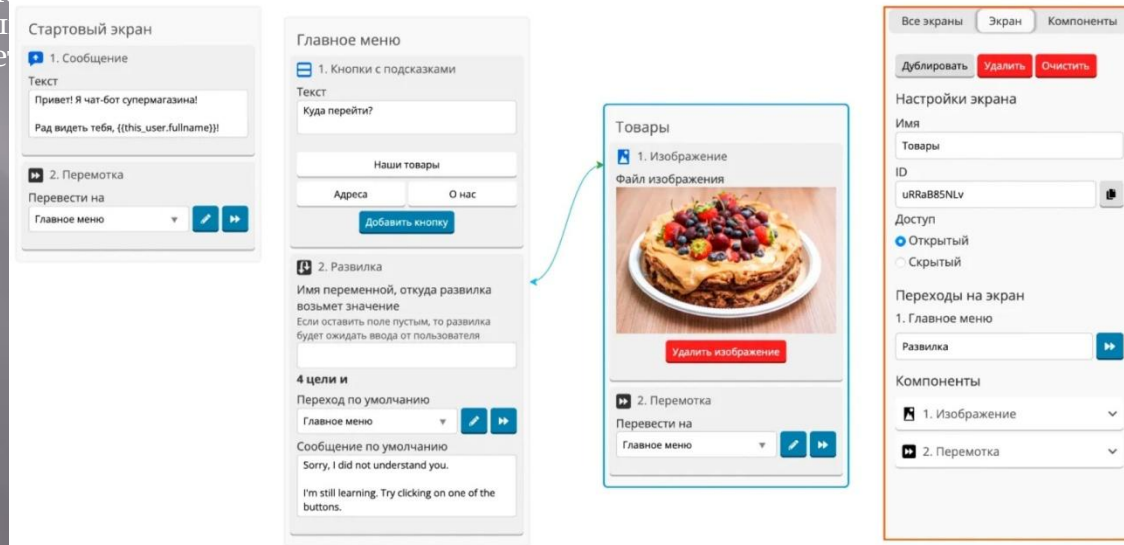 Стартовый экран
1. Сообщение
Текст
Привет! Я чат-бот супермагазина!
Рад видеть тебя, {{this_user.fullname}}!
2. Перемотка
Перевести на
Главное меню
Главное меню
1. Кнопки с подсказками
Текст
Куда перейти?
Наши товары
Адреса
О нас
Добавить кнопку
2. Развилка
Имя переменной, откуда развилка
возьмет значение
Если оставить поле пустым, то развилка
будет ожидать ввода от пользователя
4 цели и
Переход по умолчанию
Главное меню
Сообщение по умолчанию
Sorry, I did not understand you.
I'm still learning. Try clicking on one of the
buttons.
Товары
1. Изображение
Файл изображения
Удалить изображение
2. Перемотка
Перевести на
Главное меню
Все экраны Экран Компоненты
Дублировать Удалить Очистить
Настройки экрана
Имя
Товары
ID
uRRaB85NLv
Доступ
Открытый
Скрытый
Переходы на экран
1. Главное меню
Развилка
Компоненты
1. Изображение
2. Перемотка